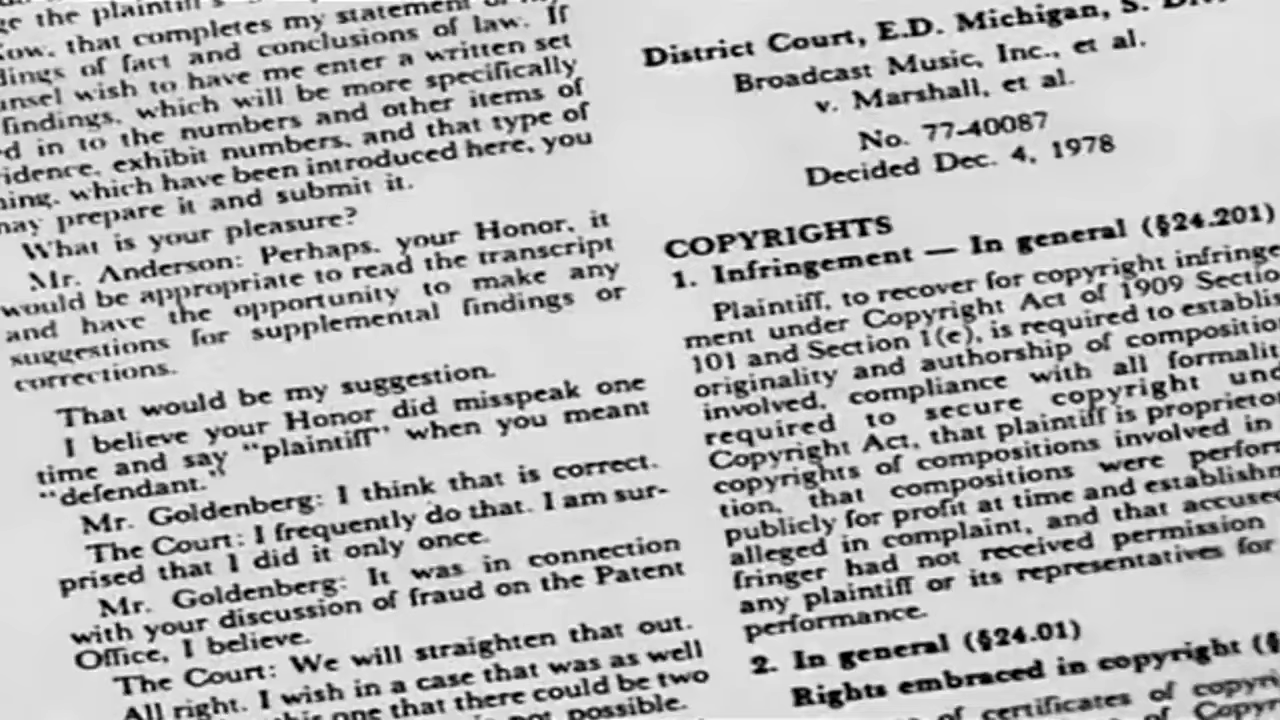 ge the plaintiff's
that completes my statement
dings of fact and conclusions of law. If
unsel wish to have me enter a written set
findings, which will be more specifically
d in to the numbers and other items of
idence, exhibit numbers, and that type of
ning, which have been introduced here, you
may prepare it and submit it.
What is your pleasure?
Mr. Anderson: Perhaps, your Honor, it
would be appropriate to read the transcript
and have the opportunity to make any
suggestions for supplemental findings or
corrections.
That would be my suggestion.
I believe your Honor did misspeak one
time and say "plaintiff" when you meant
"defendant."
Mr. Goldenberg: I think that is correct.
The Court: I frequently do that. I am sur-
prised that I did it only once.
Mr. Goldenberg: It was in connection
with your discussion of fraud on the Patent
Office, I believe.
The Court: We will straighten that out.
All right. I wish in a case that was as well
this one that there could be two
not possible.
District Court, E.D. Michigan, S. Div.
Broadcast Music, Inc., et al.
v. Marshall, et al.
No. 77-40087
Decided Dec. 4, 1978
COPYRIGHTS
1. Infringement — In general (§24.201)
Plaintiff, to recover for copyright infringe
ment under Copyright Act of 1909 Sectio
101 and Section 1(e), is required to establis
originality and authorship of compositio
involved, compliance with all formalit
required to secure copyright und
Copyright Act, that plaintiff is proprietor
copyrights of compositions involved in
tion, that compositions were perfor
publicly for profit at time and establishm
alleged in complaint, and that accused
fringer had not received permission
any plaintiff or its representatives for
performance.
2. In general (§24.01)
Rights embraced in copyright (§
of certificates of copyri
of Copyr